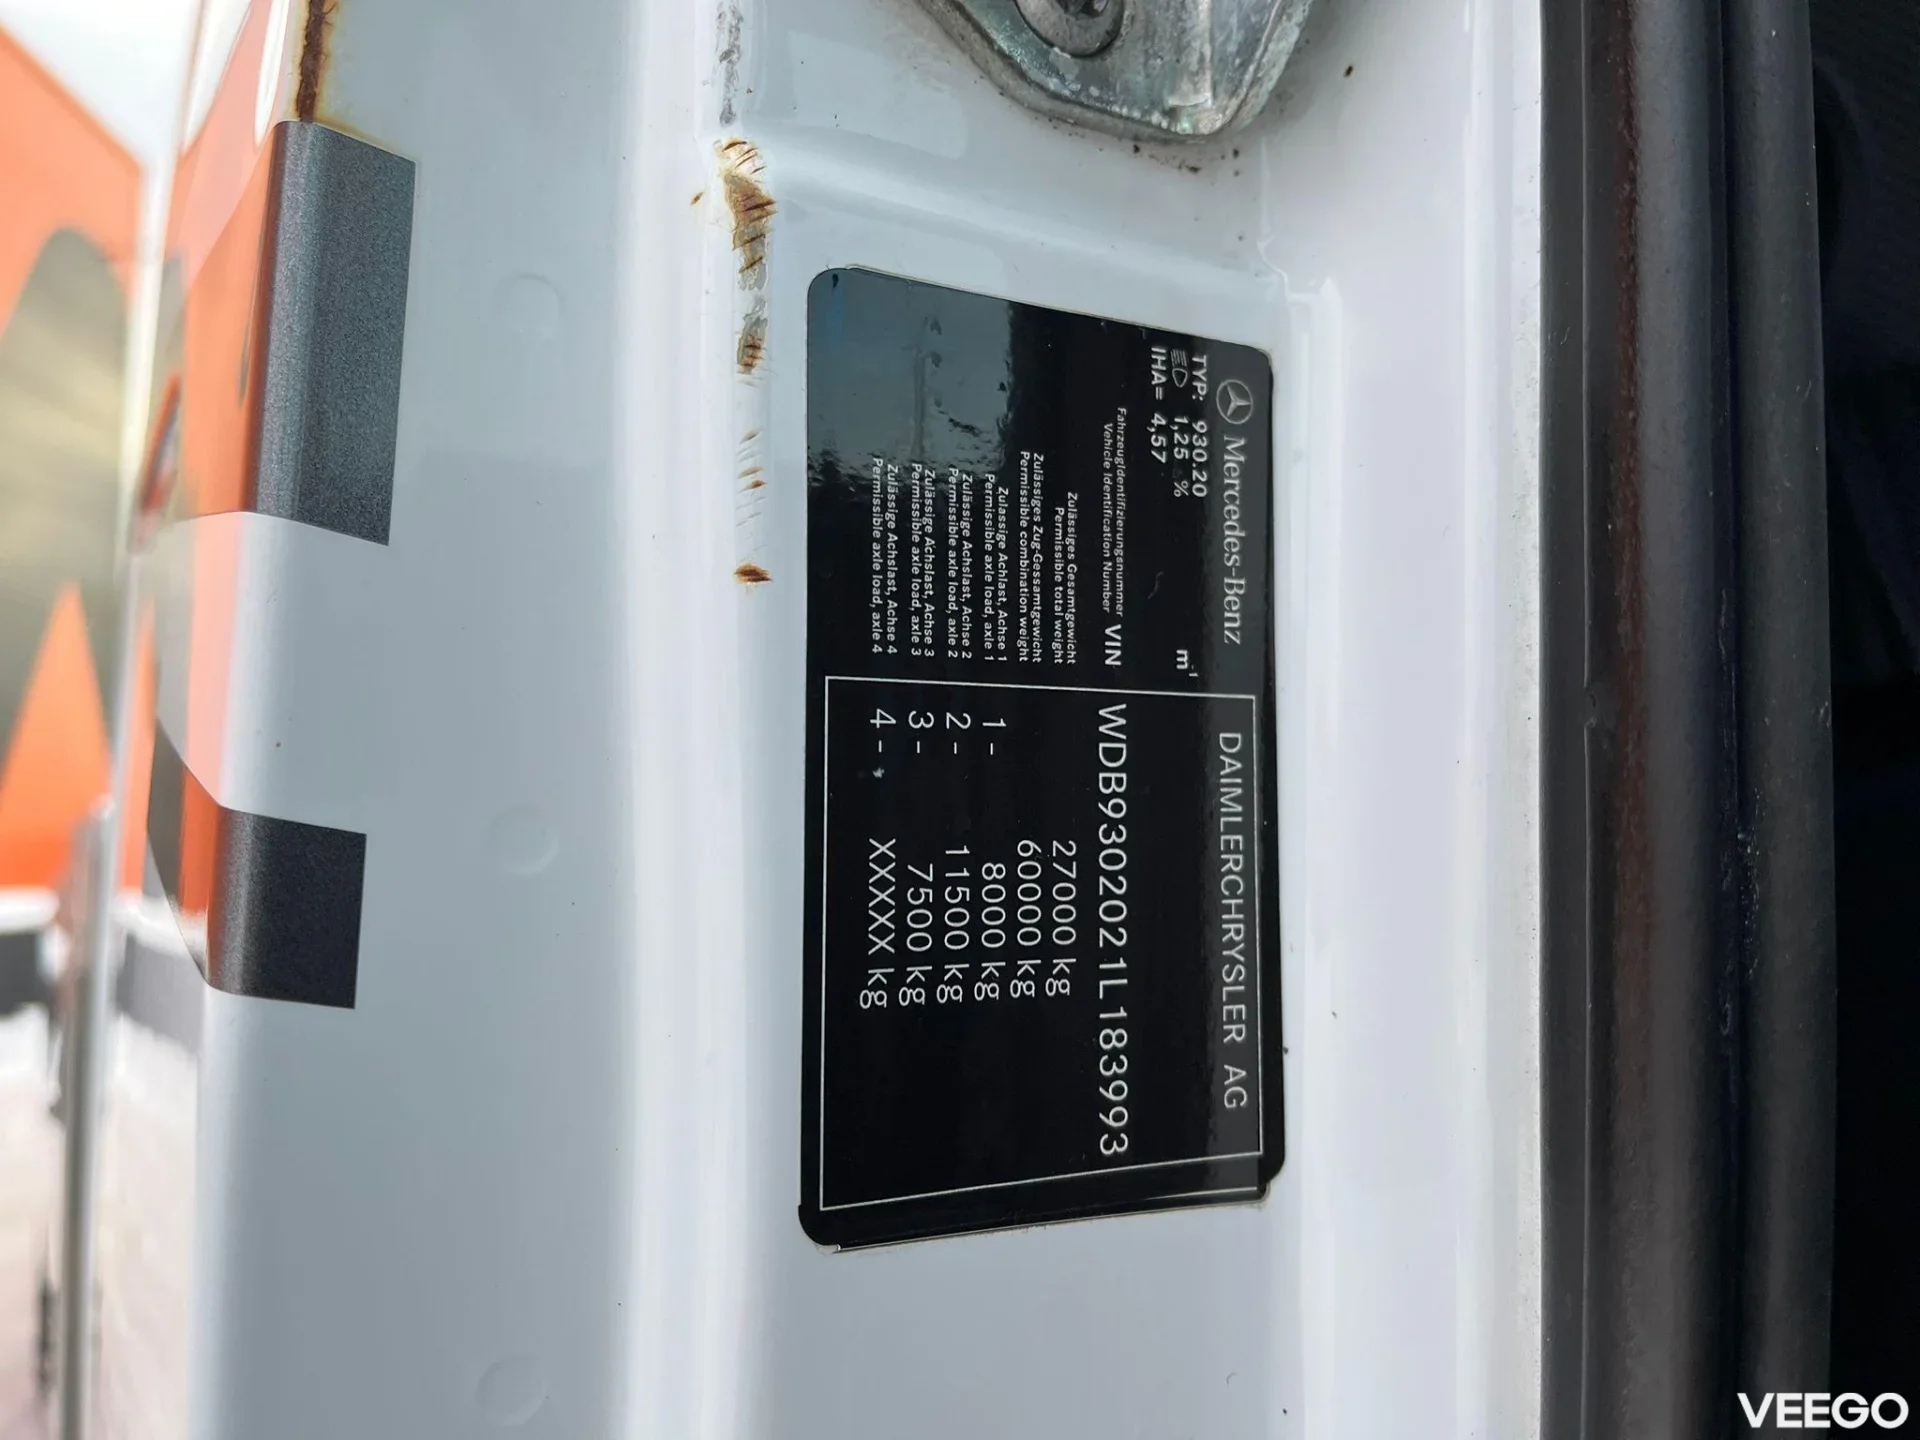 Mercedes-Benz DAIMLERCHRYSLER AG
TYP: 930.20
1,25 % m-1
IHA= 4,57
Fahrzeugidentifizierungsnummer
Vehicle Identification Number VIN WDB9302021L183993
Zulässiges Gesamtgewicht
Permissible total weight 27000 kg
Zulässiges Zug-Gessamtgewicht
Permissible combination weight 60000 kg
Zulassige Achlast, Achse 1
Permissible axle load, axle 1 1 - 8000 kg
Zulässige Achslast, Achse 2
Permissible axle load, axle 2 2 - 11500 kg
Zulässige Achslast, Achse 3
Permissible axle load, axle 3 3 - 7500 kg
Zulässige Achslast, Achse 4
Permissible axle load, axle 4 4 - XXXXX kg
VEEGO